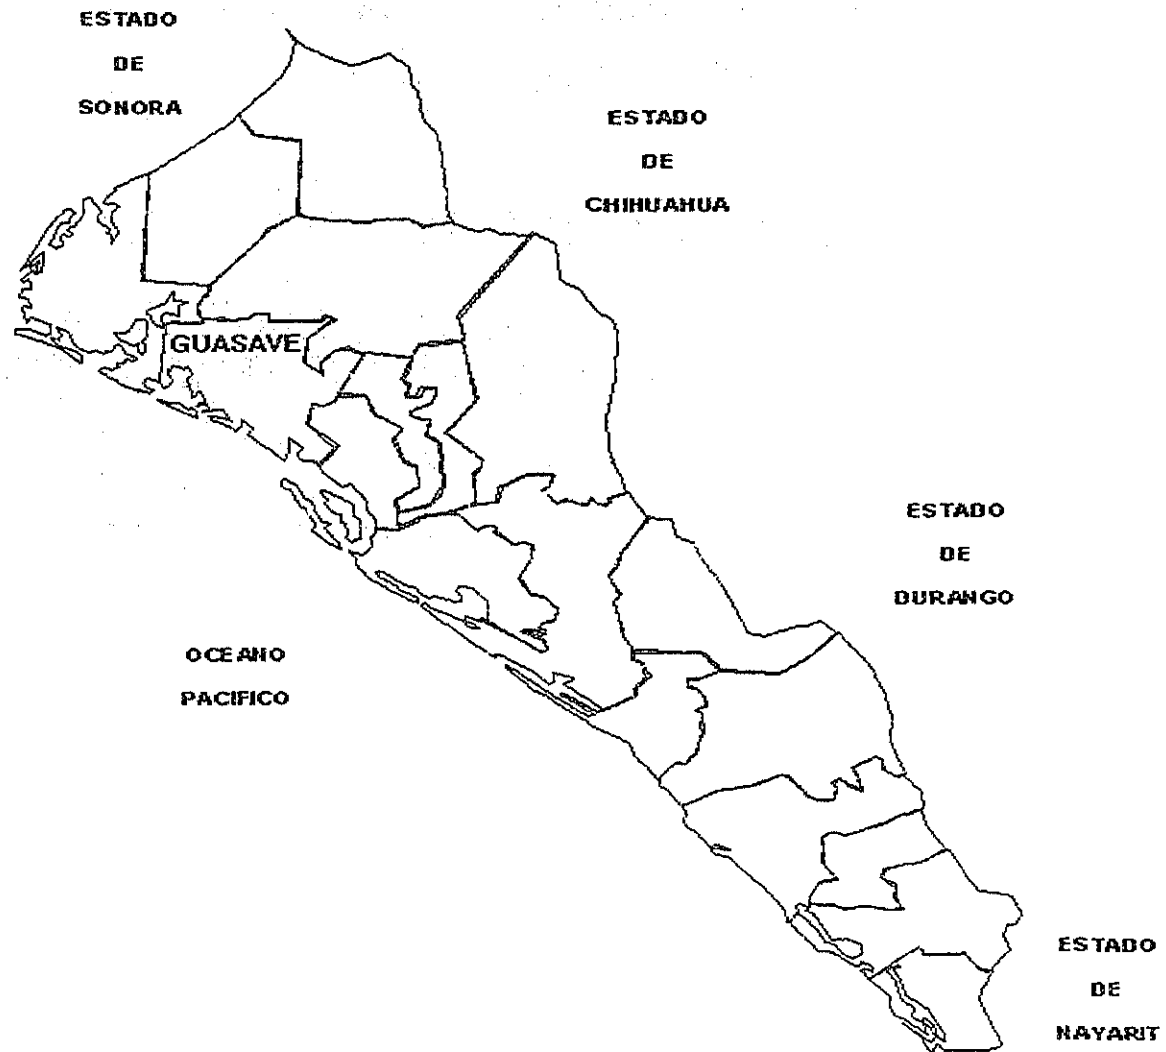 ESTADO
DE
SONORA
ESTADO
DE
CHIHUAHUA
GUASAVE
ESTADO
DE
DURANGO
OCEANO
PACIFICO
ESTADO
DE
NAYARIT